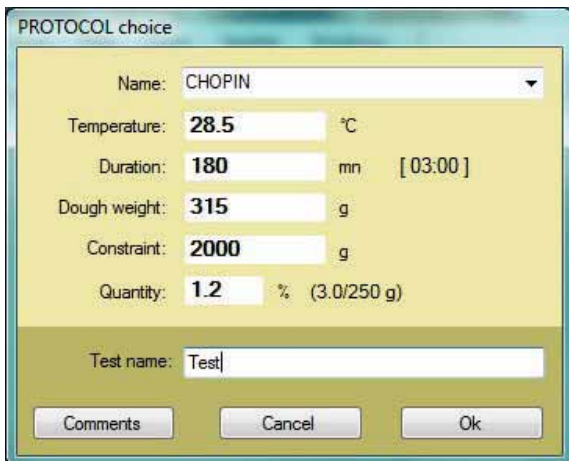 PROTOCOL choice
Name: CHOPIN
Temperature: 28.5 °C
Duration: 180 mn [ 03:00 ]
Dough weight: 315 g
Constraint: 2000 g
Quantity: 1.2 % (3.0/250 g)
Test name: Test
Comments Cancel Ok